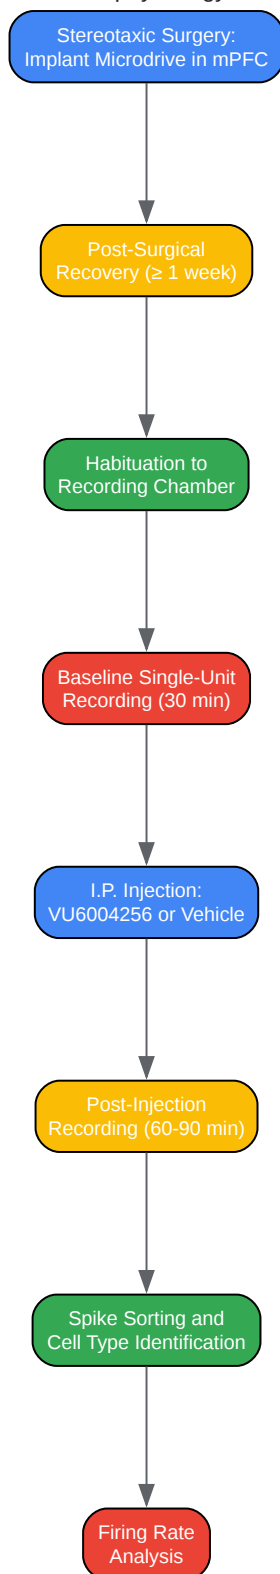 Stereotaxic Surgery:
Implant Microdrive in mPFC
Post-Surgical
Recovery (≥ 1 week)
Habituation to
Recording Chamber
Baseline Single-Unit
Recording (30 min)
I.P. Injection:
VU6004256 or Vehicle
Post-Injection
Recording (60-90 min)
Spike Sorting and
Cell Type Identification
Firing Rate
Analysis